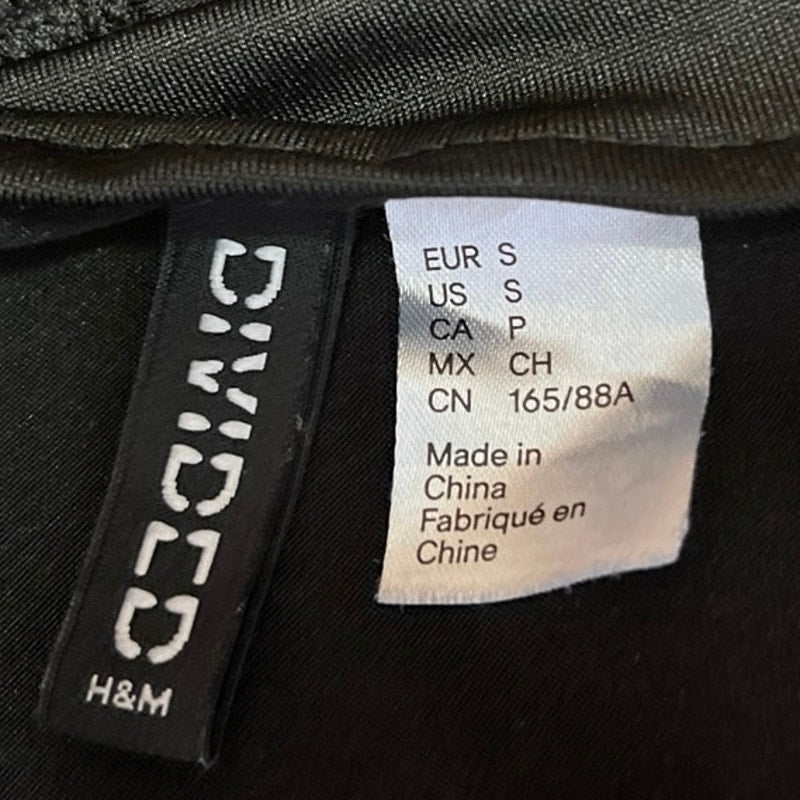 DIVIDED
H&M
EUR S
US S
CA P
MX CH
CN 165/88A
Made in
China
Fabriqué en
Chine